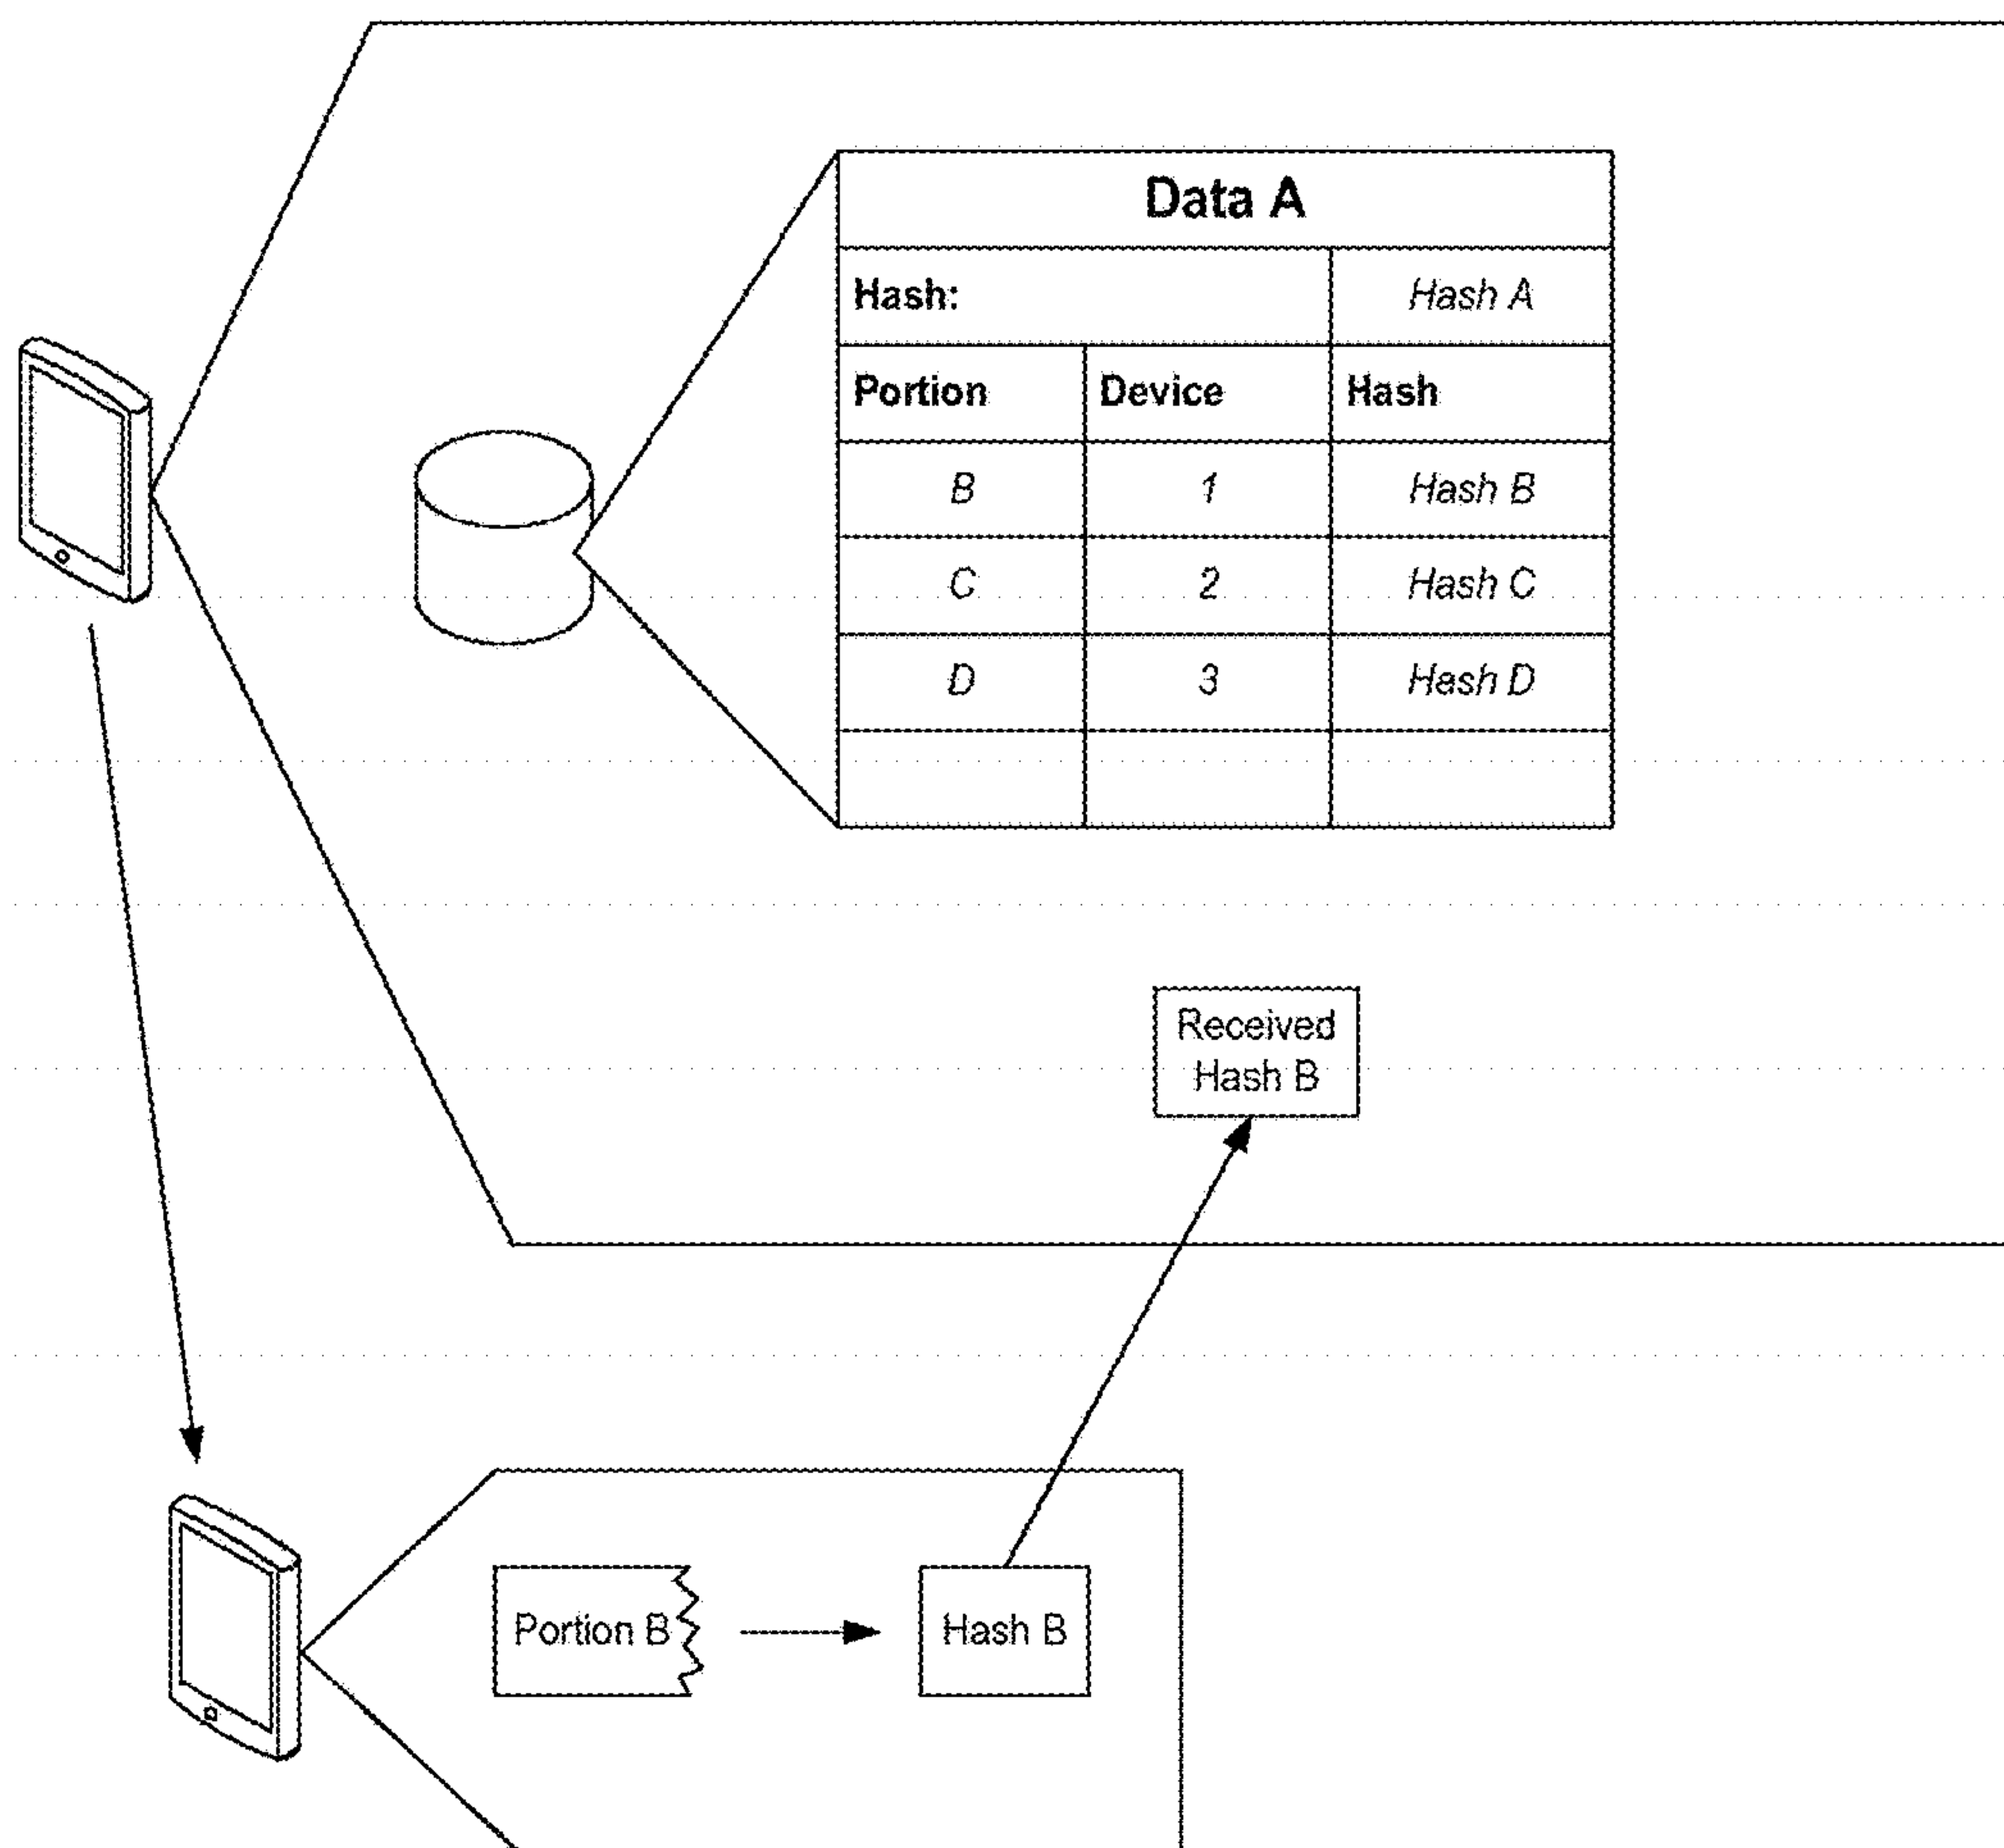 Data A
Hash: Hash A
Portion Device Hash
B 1 Hash B
C 2 Hash C
D 3 Hash D
Received
Hash B
Portion B Hash B